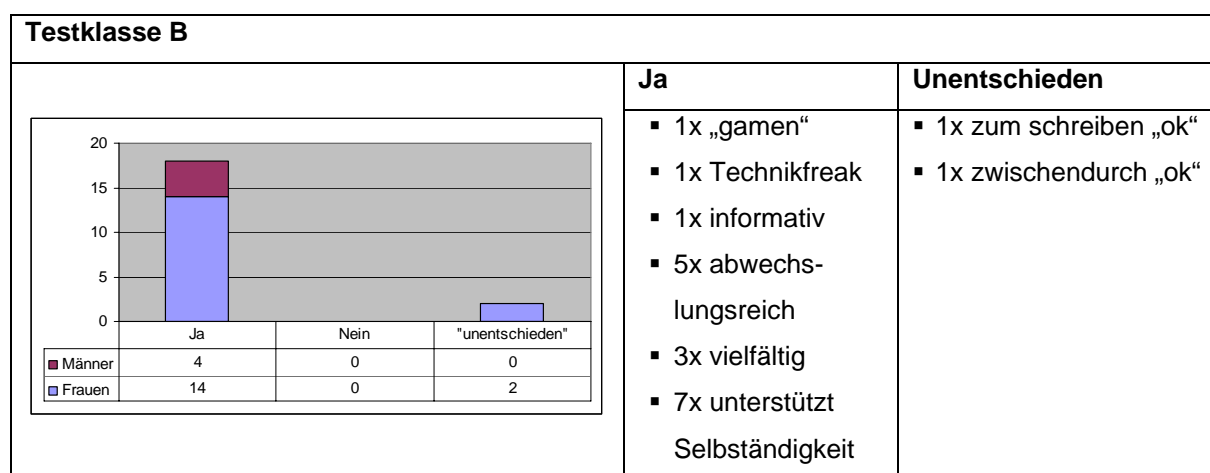 Testklasse B
Ja
Unentschieden
20
15
10
5
0
Ja Nein "unentschieden"
Männer 4 0 0
Frauen 14 0 2
▪ 1x „gamen“
▪ 1x Technikfreak
▪ 1x informativ
▪ 5x abwechs-
lungsreich
▪ 3x vielfältig
▪ 7x unterstützt
Selbständigkeit
▪ 1x zum schreiben „ok“
▪ 1x zwischendurch „ok“